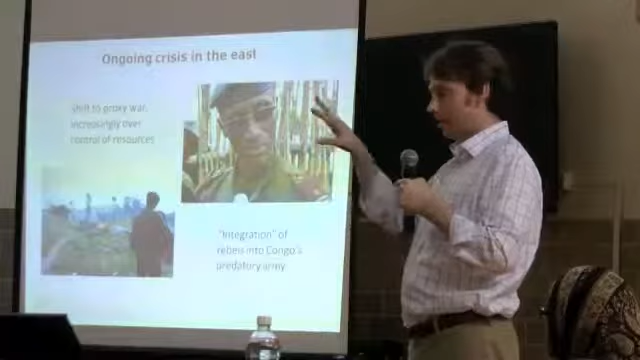 Ongoing crisis in the east
Shift to proxy war,
increasingly over
control of resources
"Integration" of
rebels into Congo's
predatory army